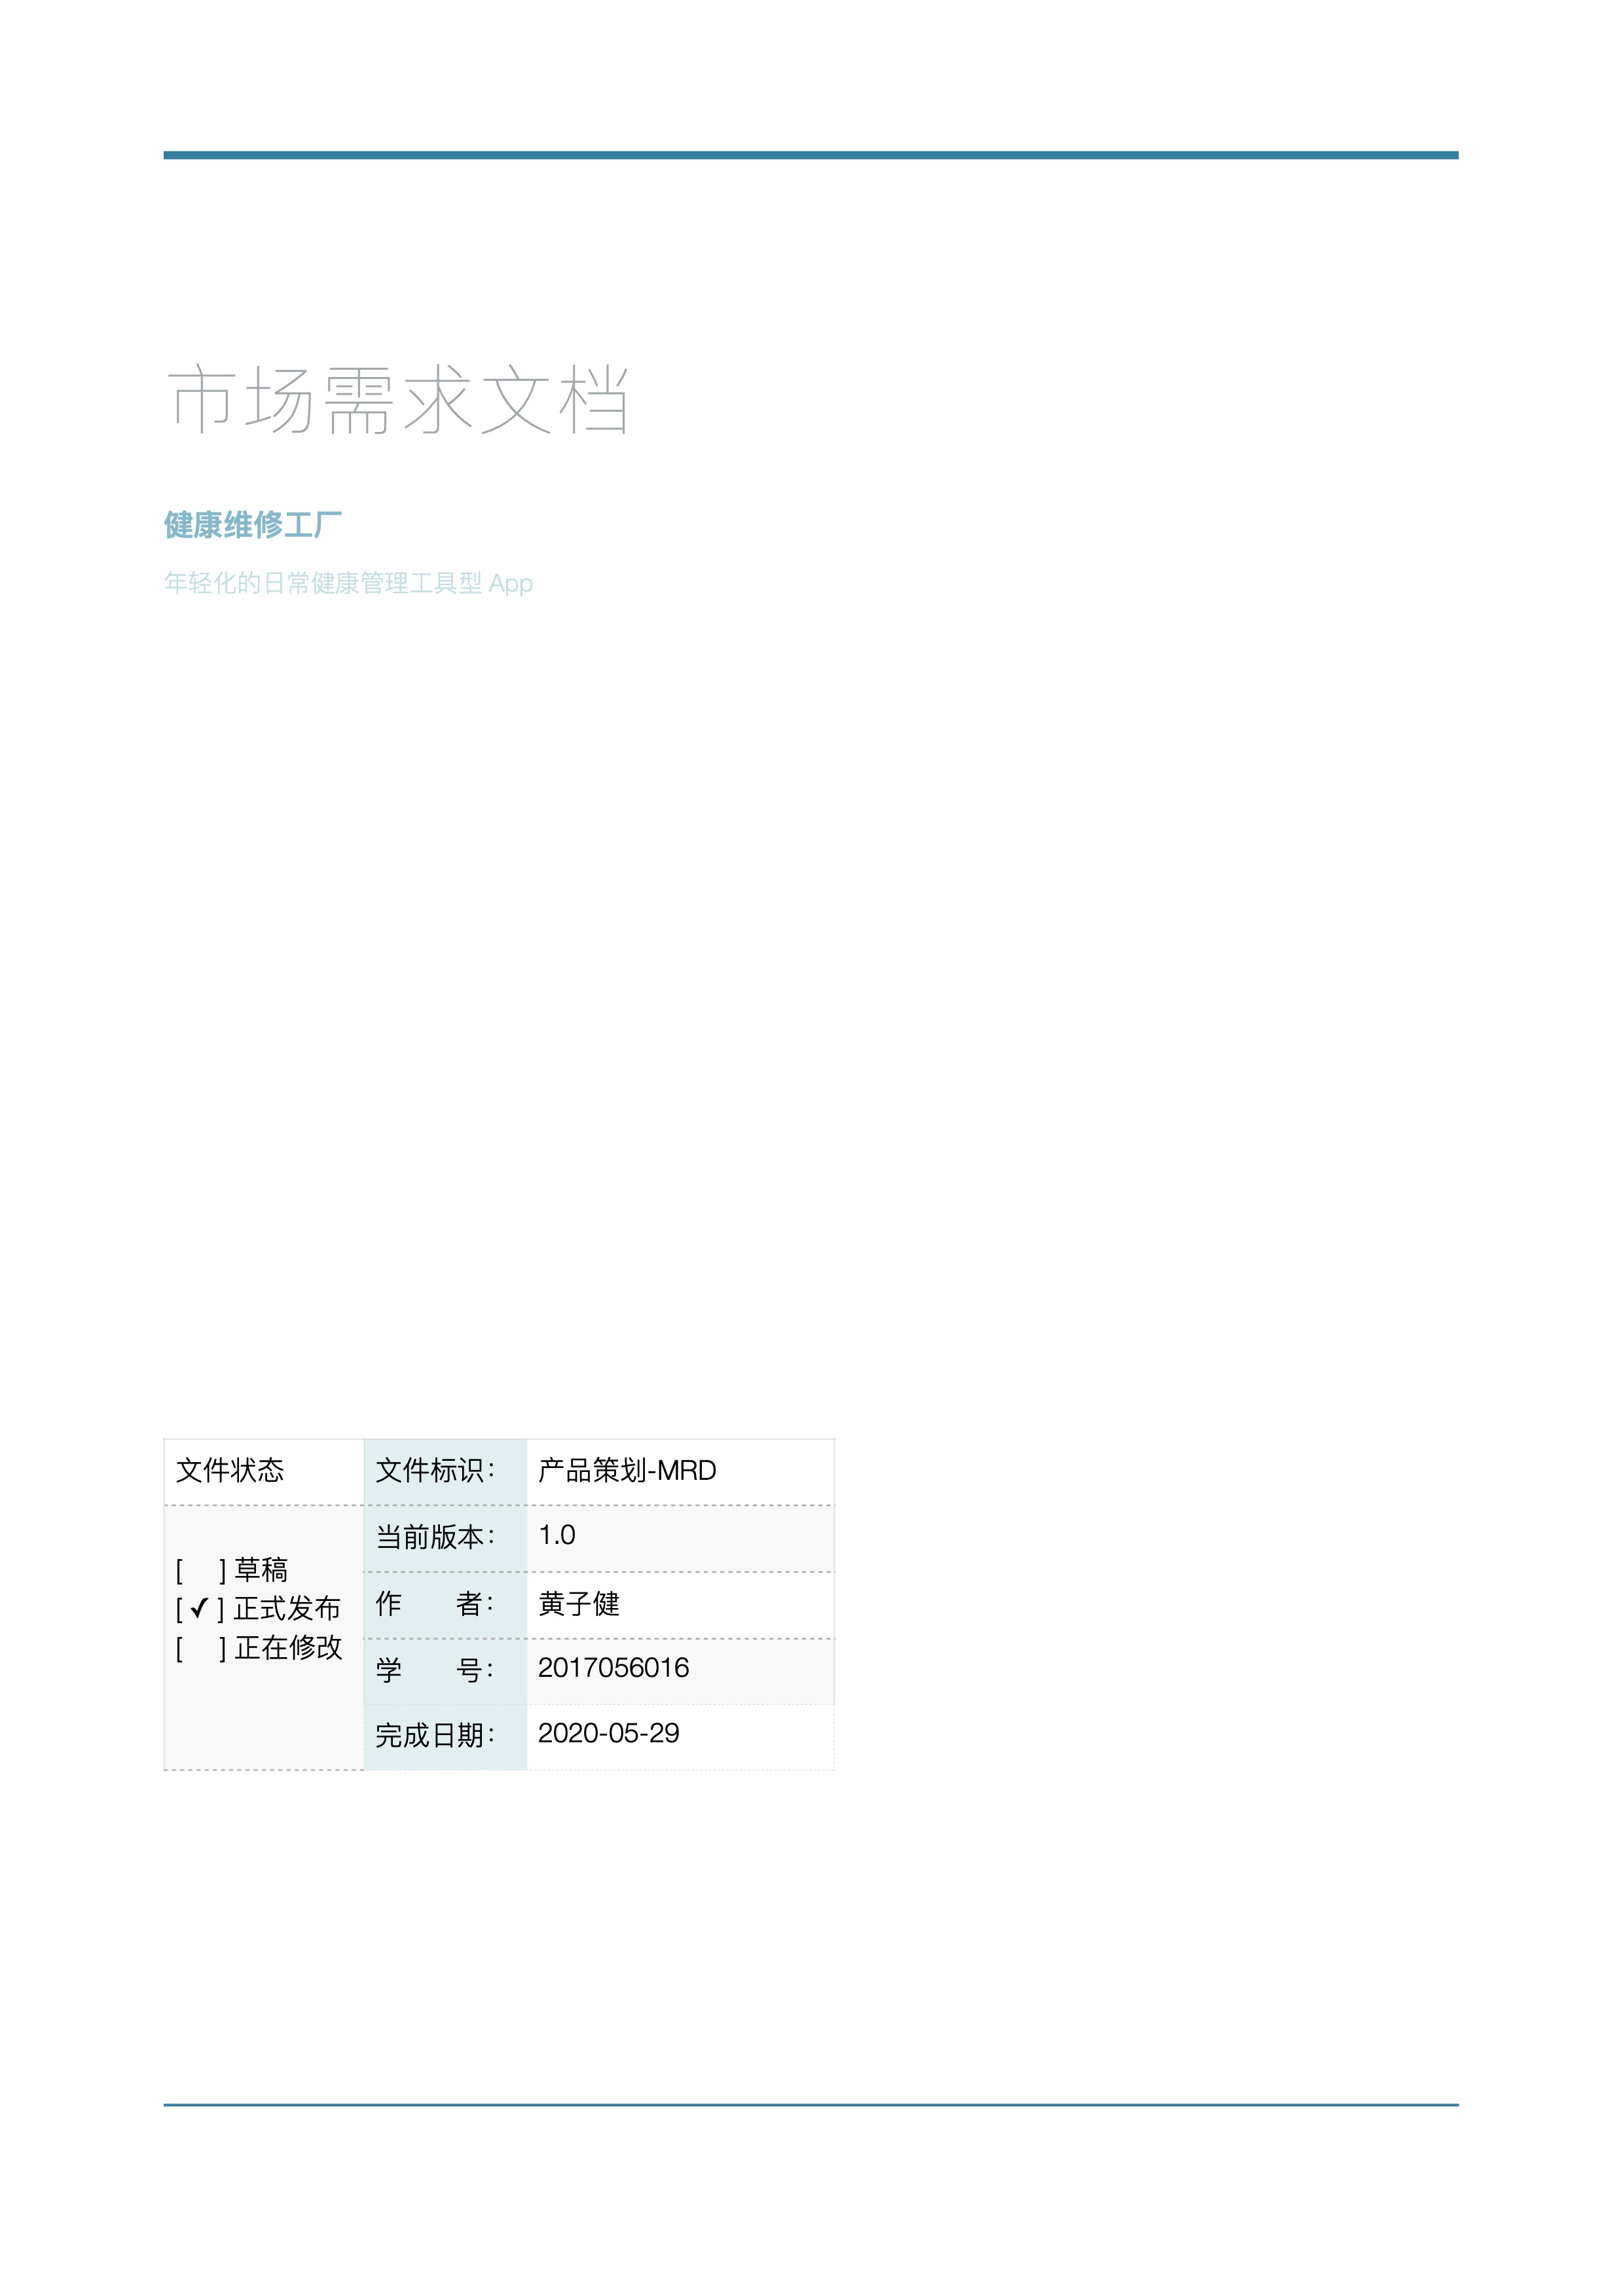 市场需求文档
健康维修工厂
年轻化的日常健康管理工具型 App
文件状态 文件标识： 产品策划-MRD
当前版本： 1.0
[ ] 草稿
[ ✓ ] 正式发布
[ ] 正在修改
作 者： 黄子健
学 号： 2017056016
完成日期： 2020-05-29